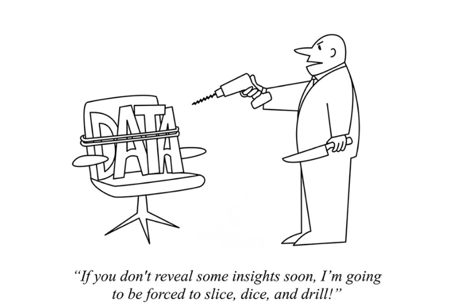 DATA
“If you don't reveal some insights soon, I’m going
to be forced to slice, dice, and drill!”